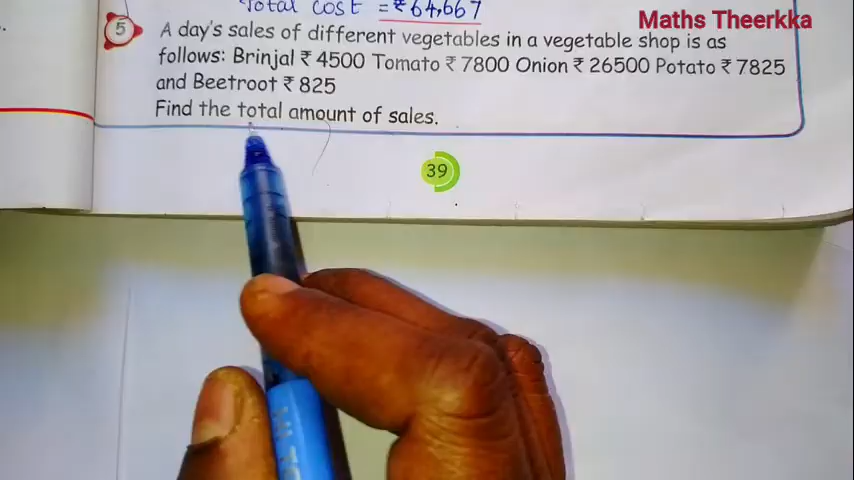 Total cost = ₹64,667
Maths Theerkka
5 A day's sales of different vegetables in a vegetable shop is as
follows: Brinjal ₹ 4500 Tomato ₹ 7800 Onion ₹ 26500 Potato ₹ 7825
and Beetroot ₹ 825
Find the total amount of sales.
39